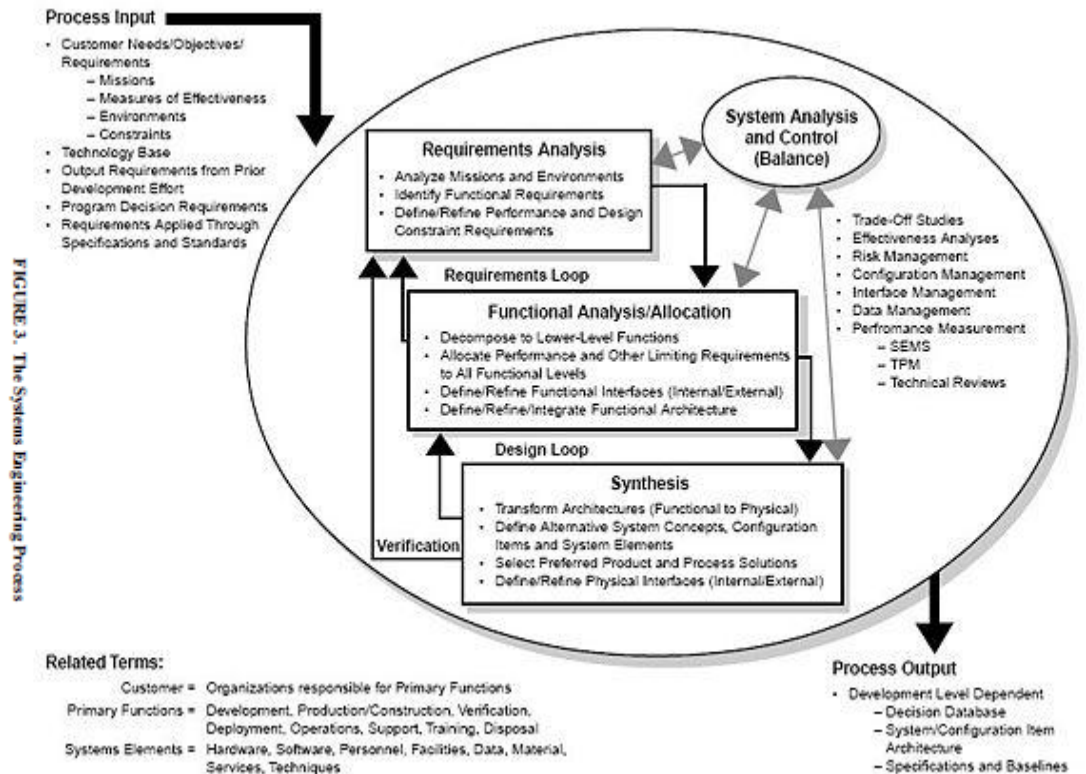 Process Input
• Customer Needs/Objectives/
Requirements
– Missions
– Measures of Effectiveness
– Environments
– Constraints
• Technology Base
• Output Requirements from Prior
Development Effort
• Program Decision Requirements
• Requirements Applied Through
Specifications and Standards
System Analysis
and Control
(Balance)
Requirements Analysis
• Analyze Missions and Environments
• Identify Functional Requirements
• Define/Refine Performance and Design
Constraint Requirements
• Trade-Off Studies
• Effectiveness Analyses
• Risk Management
• Configuration Management
• Interface Management
• Data Management
• Perfromance Measurement
– SEMS
– TPM
– Technical Reviews
Requirements Loop
Functional Analysis/Allocation
• Decompose to Lower-Level Functions
• Allocate Performance and Other Limiting Requirements
to All Functional Levels
• Define/Refine Functional Interfaces (Internal/External)
• Define/Refine/Integrate Functional Architecture
Design Loop
Synthesis
• Transform Architectures (Functional to Physical)
• Define Alternative System Concepts, Configuration
Items and System Elements
• Select Preferred Product and Process Solutions
• Define/Refine Physical Interfaces (Internal/External)
Verification
FIGURE 3. The Systems Engineering Process
Related Terms:
Customer = Organizations responsible for Primary Functions
Primary Functions = Development, Production/Construction, Verification,
Deployment, Operations, Support, Training, Disposal
Systems Elements = Hardware, Software, Personnel, Facilities, Data, Material,
Services, Techniques
Process Output
• Development Level Dependent
– Decision Database
– System/Configuration Item
Architecture
– Specifications and Baselines